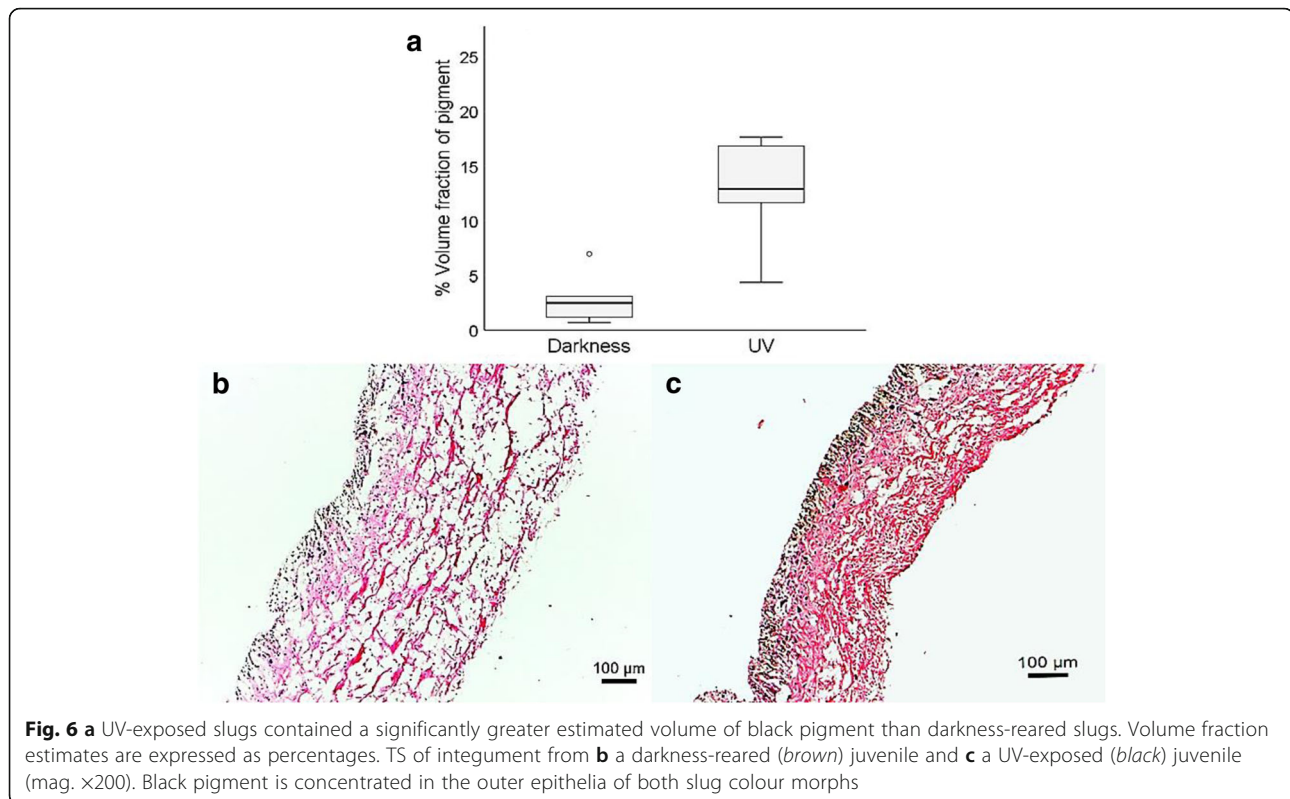 a
% Volume fraction of pigment
25
20
15
10
5
0
Darkness UV
b
100 µm
c
100 µm
Fig. 6 a UV-exposed slugs contained a significantly greater estimated volume of black pigment than darkness-reared slugs. Volume fraction
estimates are expressed as percentages. TS of integument from b a darkness-reared (brown) juvenile and c a UV-exposed (black) juvenile
(mag. ×200). Black pigment is concentrated in the outer epithelia of both slug colour morphs